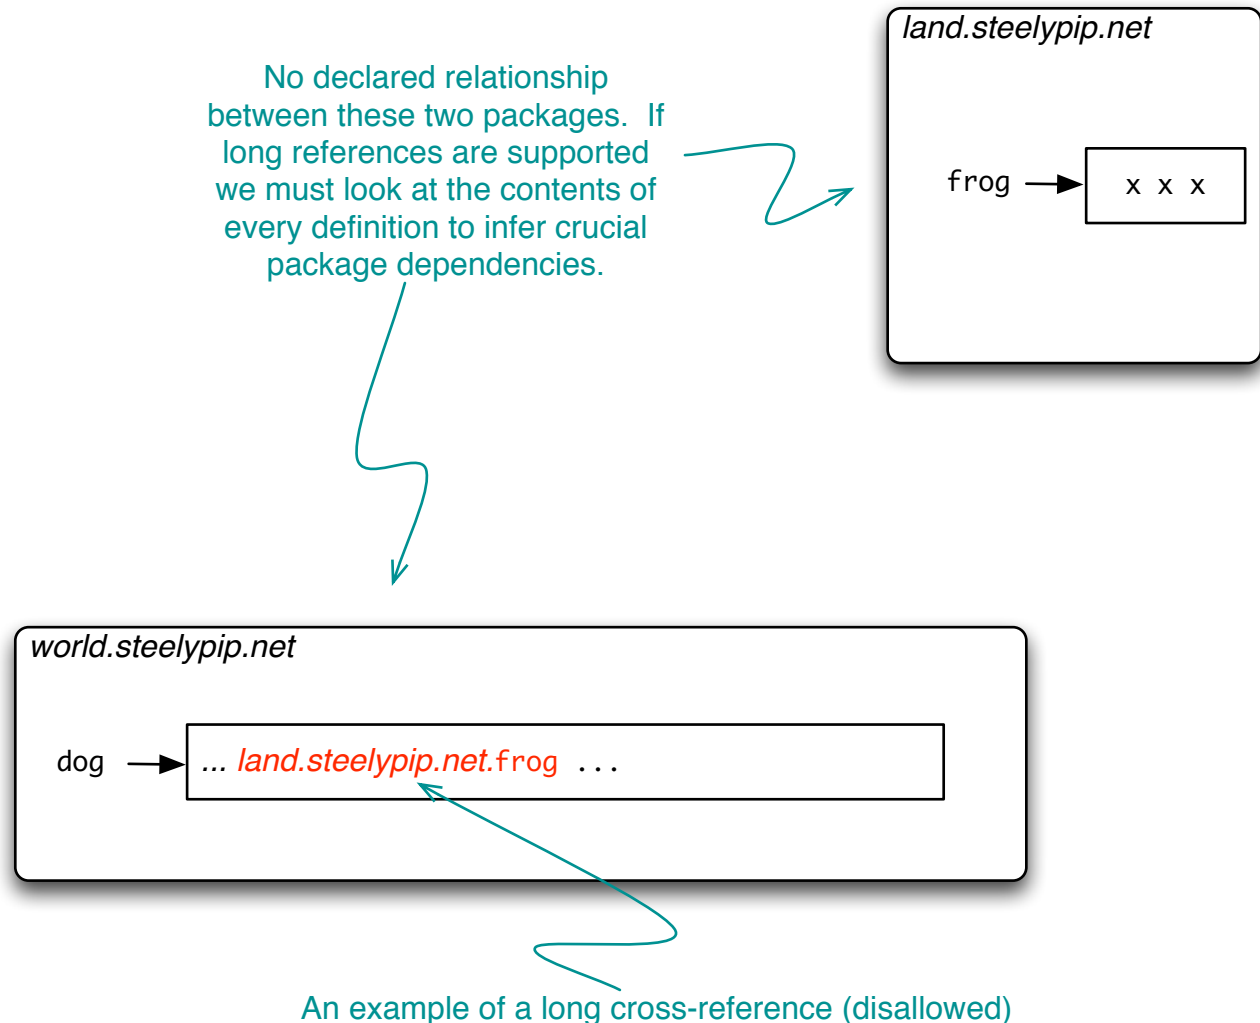 land.steelypip.net
No declared relationship
between these two packages.  If
long references are supported
we must look at the contents of
every definition to infer crucial
package dependencies.
frog
x x x
world.steelypip.net
dog
... land.steelypip.net.frog ...
An example of a long cross-reference (disallowed)